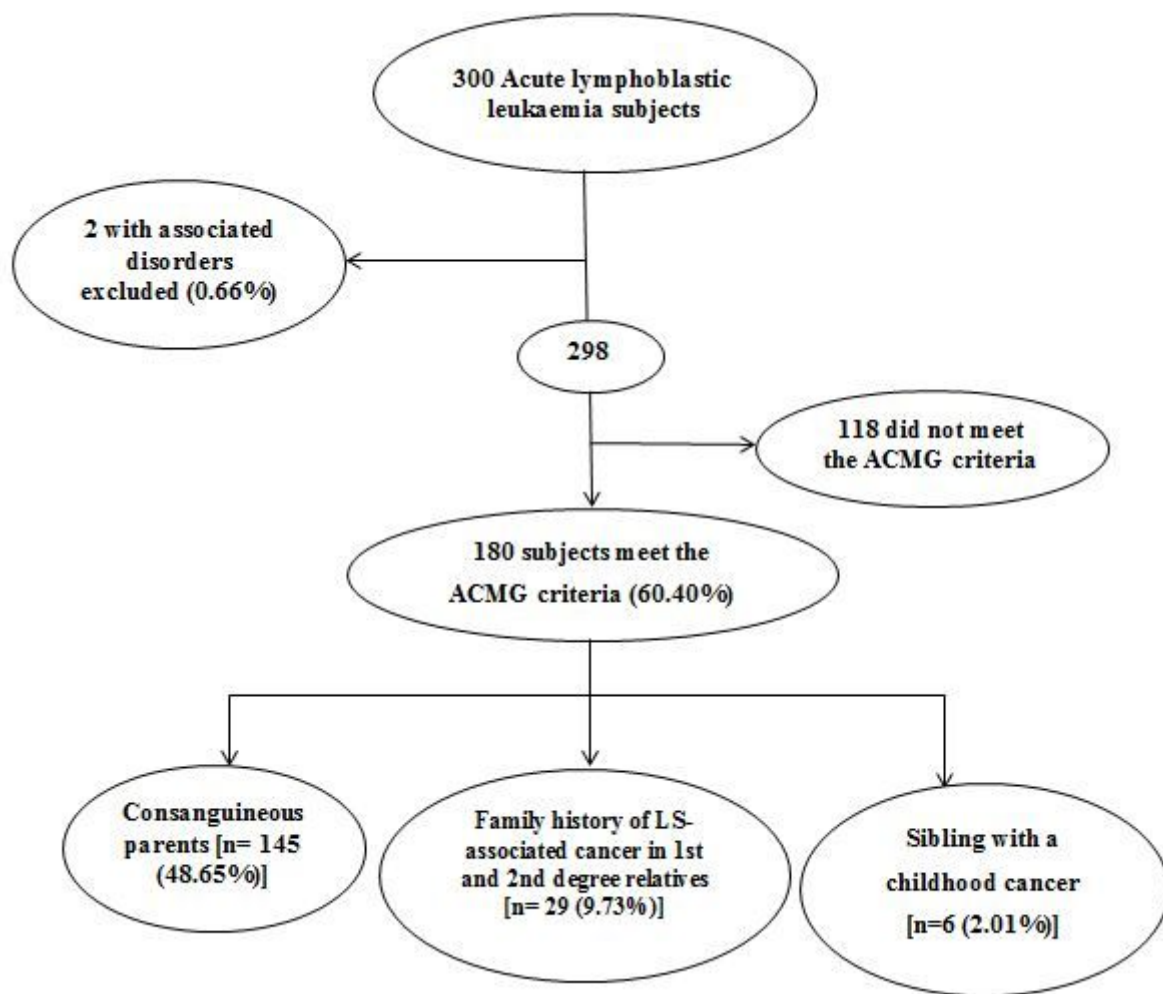 300 Acute lymphoblastic
leukaemia subjects
2 with associated
disorders
excluded (0.66%)
298
118 did not meet
the ACMG criteria
180 subjects meet the
ACMG criteria (60.40%)
Consanguineous
parents [n= 145
(48.65%)]
Family history of LS-
associated cancer in 1st
and 2nd degree relatives
[n= 29 (9.73%)]
Sibling with a
childhood cancer
[n=6 (2.01%)]